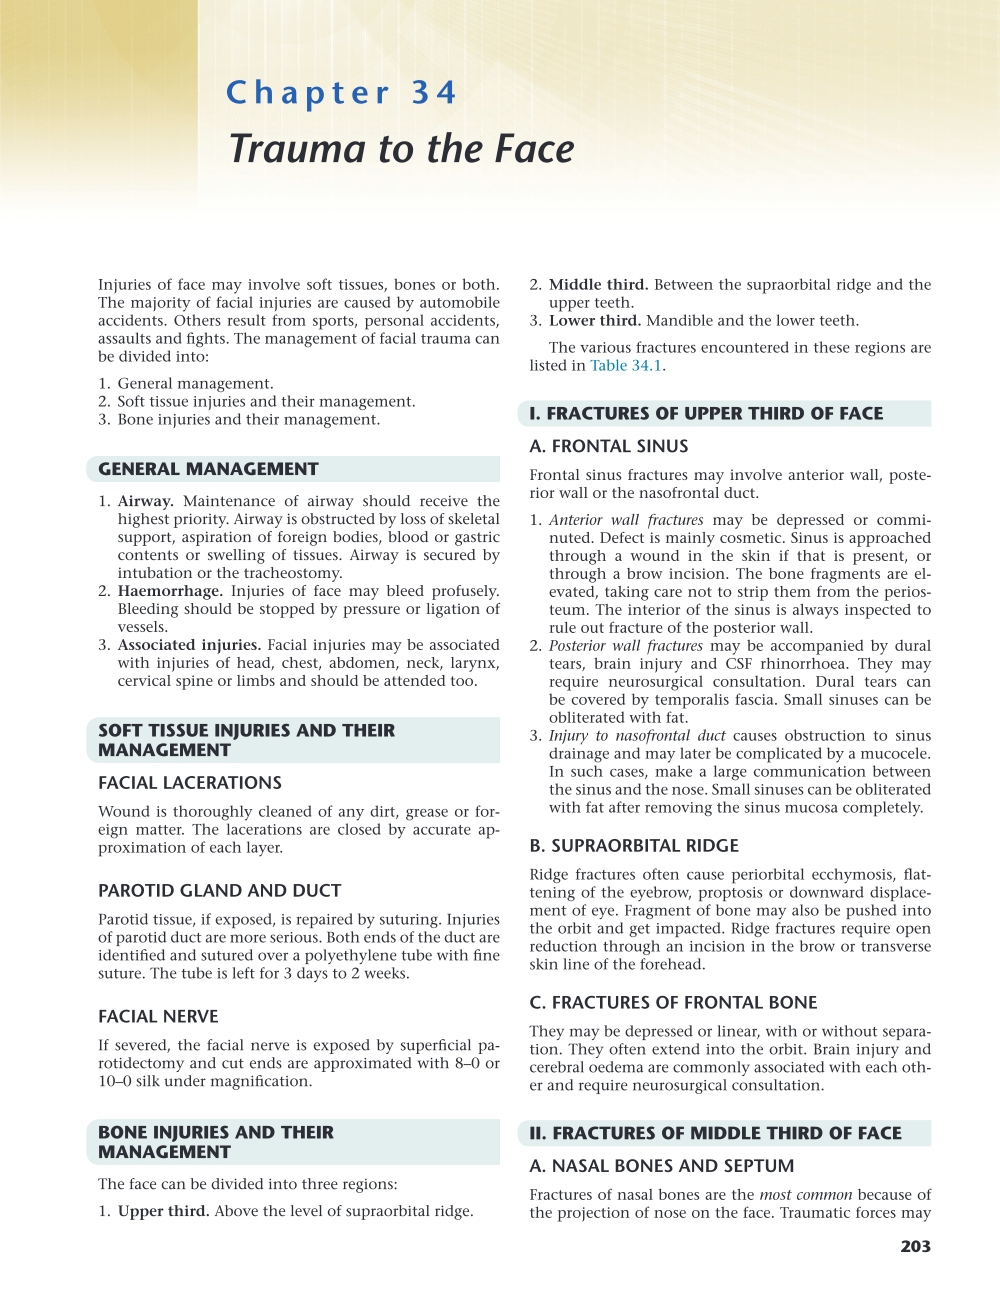 Chapter 34
Trauma to the Face
Injuries of face may involve soft tissues, bones or both.
The majority of facial injuries are caused by automobile
accidents. Others result from sports, personal accidents,
assaults and fights. The management of facial trauma can
be divided into:
1. General management.
2. Soft tissue injuries and their management.
3. Bone injuries and their management.
GENERAL MANAGEMENT
1. Airway. Maintenance of airway should receive the
highest priority. Airway is obstructed by loss of skeletal
support, aspiration of foreign bodies, blood or gastric
contents or swelling of tissues. Airway is secured by
intubation or the tracheostomy.
2. Haemorrhage. Injuries of face may bleed profusely.
Bleeding should be stopped by pressure or ligation of
vessels.
3. Associated injuries. Facial injuries may be associated
with injuries of head, chest, abdomen, neck, larynx,
cervical spine or limbs and should be attended too.
SOFT TISSUE INJURIES AND THEIR
MANAGEMENT
FACIAL LACERATIONS
Wound is thoroughly cleaned of any dirt, grease or for-
eign matter. The lacerations are closed by accurate ap-
proximation of each layer.
PAROTID GLAND AND DUCT
Parotid tissue, if exposed, is repaired by suturing. Injuries
of parotid duct are more serious. Both ends of the duct are
identified and sutured over a polyethylene tube with fine
suture. The tube is left for 3 days to 2 weeks.
FACIAL NERVE
If severed, the facial nerve is exposed by superficial pa-
rotidectomy and cut ends are approximated with 8–0 or
10–0 silk under magnification.
BONE INJURIES AND THEIR
MANAGEMENT
The face can be divided into three regions:
1. Upper third. Above the level of supraorbital ridge.
2. Middle third. Between the supraorbital ridge and the
upper teeth.
3. Lower third. Mandible and the lower teeth.
The various fractures encountered in these regions are
listed in Table 34.1.
I. FRACTURES OF UPPER THIRD OF FACE
A. FRONTAL SINUS
Frontal sinus fractures may involve anterior wall, poste-
rior wall or the nasofrontal duct.
1. Anterior wall fractures may be depressed or commi-
nuted. Defect is mainly cosmetic. Sinus is approached
through a wound in the skin if that is present, or
through a brow incision. The bone fragments are el-
evated, taking care not to strip them from the perios-
teum. The interior of the sinus is always inspected to
rule out fracture of the posterior wall.
2. Posterior wall fractures may be accompanied by dural
tears, brain injury and CSF rhinorrhoea. They may
require neurosurgical consultation. Dural tears can
be covered by temporalis fascia. Small sinuses can be
obliterated with fat.
3. Injury to nasofrontal duct causes obstruction to sinus
drainage and may later be complicated by a mucocele.
In such cases, make a large communication between
the sinus and the nose. Small sinuses can be obliterated
with fat after removing the sinus mucosa completely.
B. SUPRAORBITAL RIDGE
Ridge fractures often cause periorbital ecchymosis, flat-
tening of the eyebrow, proptosis or downward displace-
ment of eye. Fragment of bone may also be pushed into
the orbit and get impacted. Ridge fractures require open
reduction through an incision in the brow or transverse
skin line of the forehead.
C. FRACTURES OF FRONTAL BONE
They may be depressed or linear, with or without separa-
tion. They often extend into the orbit. Brain injury and
cerebral oedema are commonly associated with each oth-
er and require neurosurgical consultation.
II. FRACTURES OF MIDDLE THIRD OF FACE
A. NASAL BONES AND SEPTUM
Fractures of nasal bones are the most common because of
the projection of nose on the face. Traumatic forces may
203